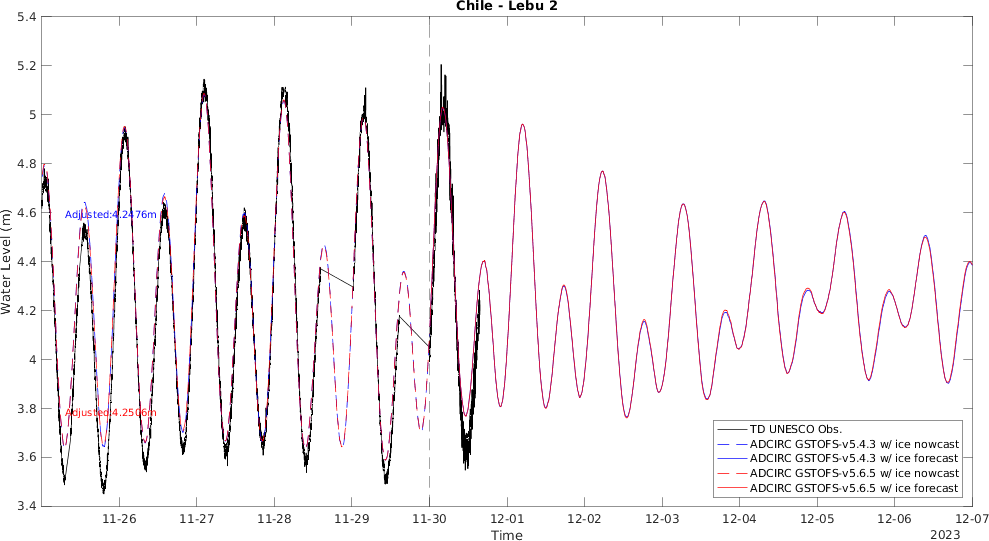 Chile - Lebu 2
5.4
5.2
5
4.8
4.6
4.4
4.2
4
3.8
3.6
3.4
Water Level (m)
Adjusted:4.2476m
Adjusted:4.2506m
TD UNESCO Obs.
ADCIRC GSTOFS-v5.4.3 w/ ice nowcast
ADCIRC GSTOFS-v5.4.3 w/ ice forecast
ADCIRC GSTOFS-v5.6.5 w/ ice nowcast
ADCIRC GSTOFS-v5.6.5 w/ ice forecast
11-26 11-27 11-28 11-29 11-30 12-01 12-02 12-03 12-04 12-05 12-06 12-07
Time
2023